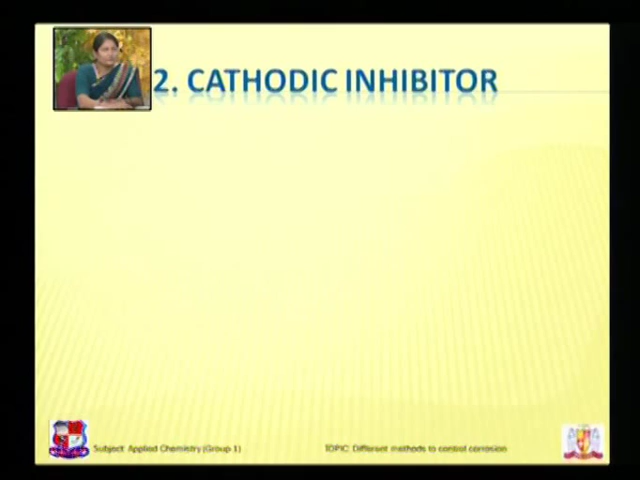 2. CATHODIC INHIBITOR
Subject: Applied Chemistry (Group 1)
TOPIC: Different methods to control corrosion